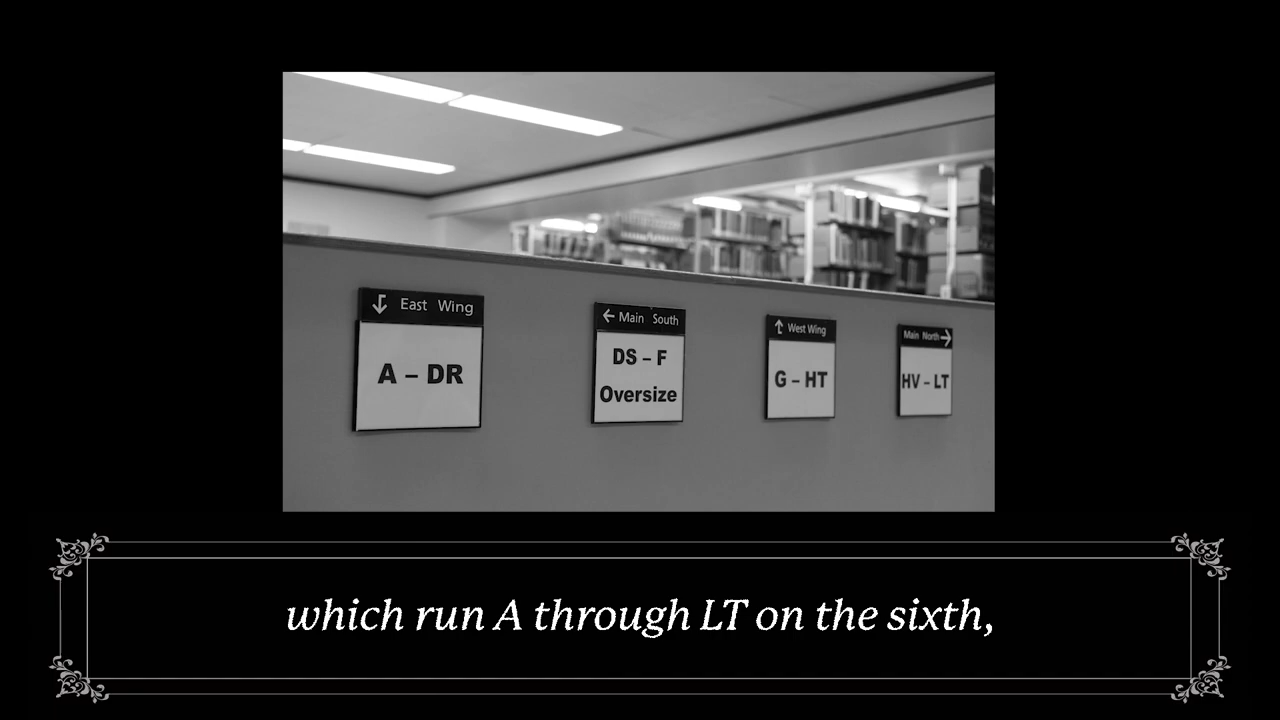 East Wing
A – DR
Main South
DS – F
Oversize
West Wing
G – HT
Main North
HV – LT
which run A through LT on the sixth,